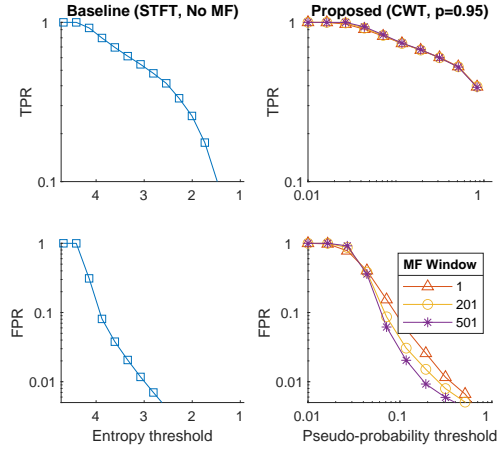 Baseline (STFT, No MF)
Proposed (CWT, p=0.95)
1
TPR
0.1
4 3 2 1
1
TPR
0.1
0.01 0.1 1
1
FPR
0.1
0.01
4 3 2 1
Entropy threshold
1
FPR
0.1
0.01
0.01 0.1 1
Pseudo-probability threshold
MF Window
1
201
501